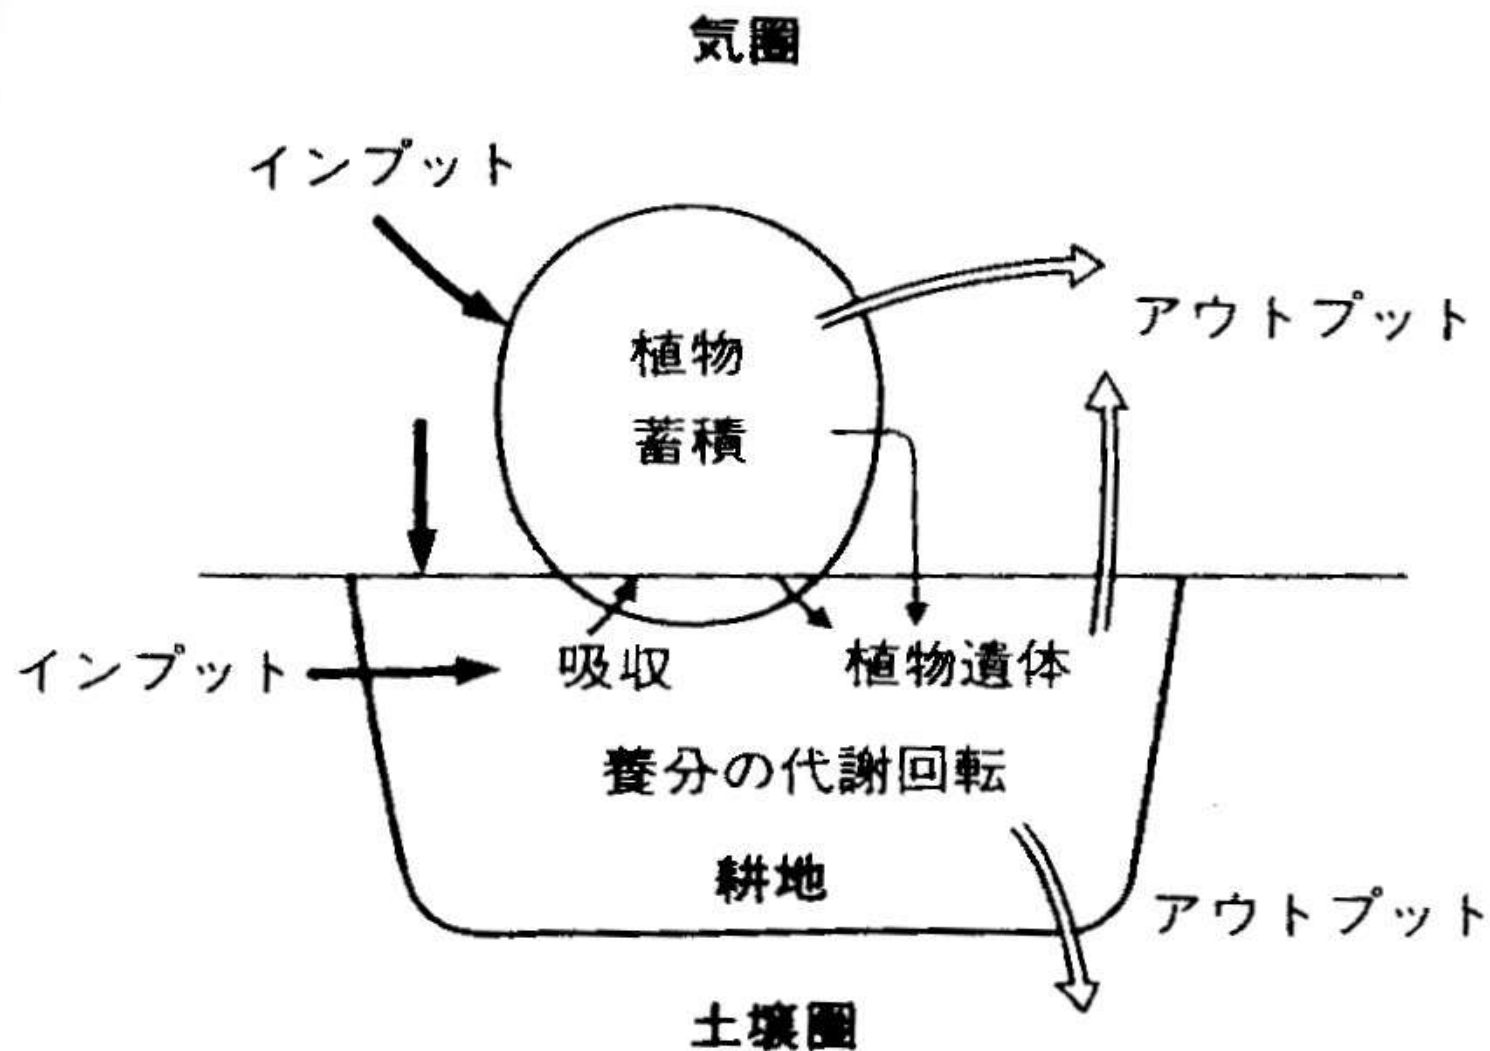 気圏
インプット
アウトプット
植物
蓄積
インプット
吸収
植物遺体
養分の代謝回転
耕地
アウトプット
土壌圏